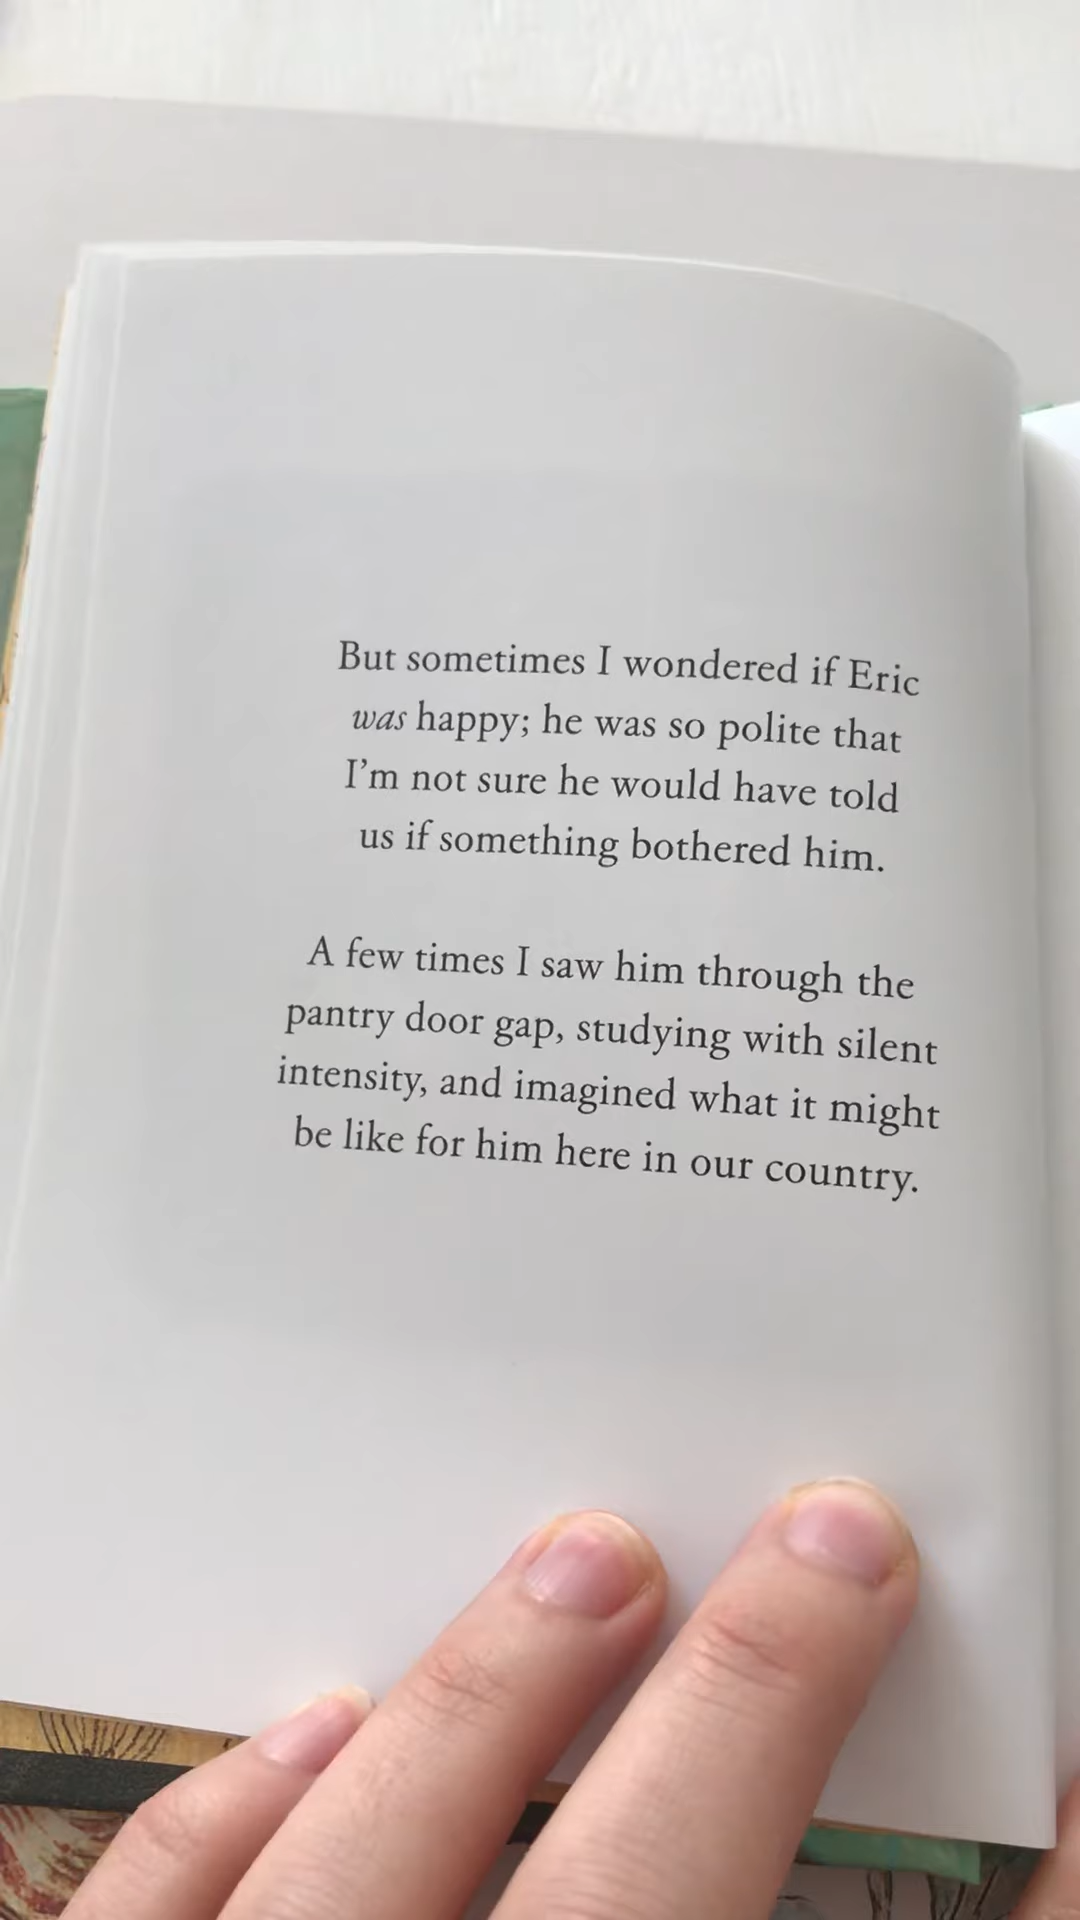 But sometimes I wondered if Eric
was happy; he was so polite that
I'm not sure he would have told
us if something bothered him.
A few times I saw him through the
pantry door gap, studying with silent
intensity, and imagined what it might
be like for him here in our country.